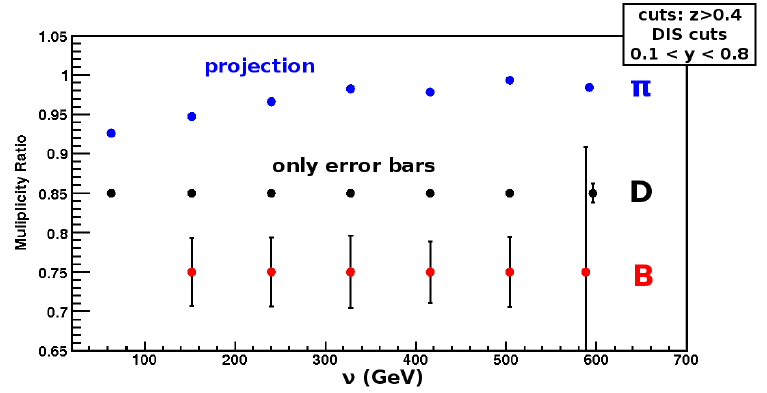 cuts: z>0.4
DIS cuts
0.1 < y < 0.8
1.05
projection
1
π
0.95
0.9
only error bars
0.85
D
0.8
0.75
B
0.7
0.65
Muliplicity Ratio
100 200 300 400 500 600 700
ν (GeV)